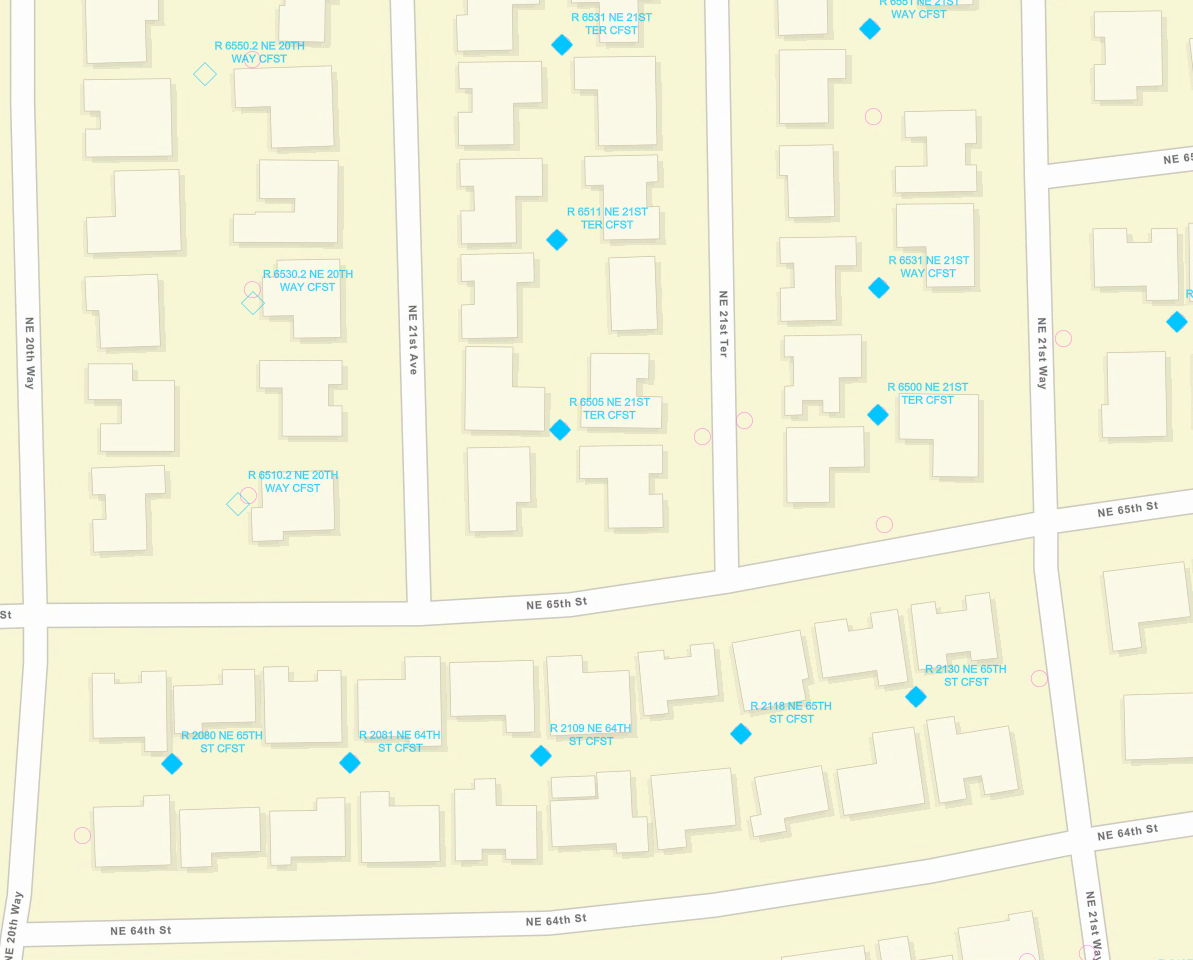 R 6551 NE 21ST
WAY CFST
R 6531 NE 21ST
TER CFST
R 6550.2 NE 20TH
WAY CFST
NE 65
R 6511 NE 21ST
TER CFST
R 6531 NE 21ST
WAY CFST
R 6530.2 NE 20TH
WAY CFST
R
NE 20th Way
NE 21st Ave
NE 21st Ter
NE 21st Way
R 6505 NE 21ST
TER CFST
R 6500 NE 21ST
TER CFST
R 6510.2 NE 20TH
WAY CFST
NE 65th St
St
NE 65th St
R 2130 NE 65TH
ST CFST
R 2118 NE 65TH
ST CFST
R 2080 NE 65TH
ST CFST
R 2081 NE 64TH
ST CFST
R 2109 NE 64TH
ST CFST
NE 64th St
NE 20th Way
NE 64th St
NE 64th St
NE 21st Way